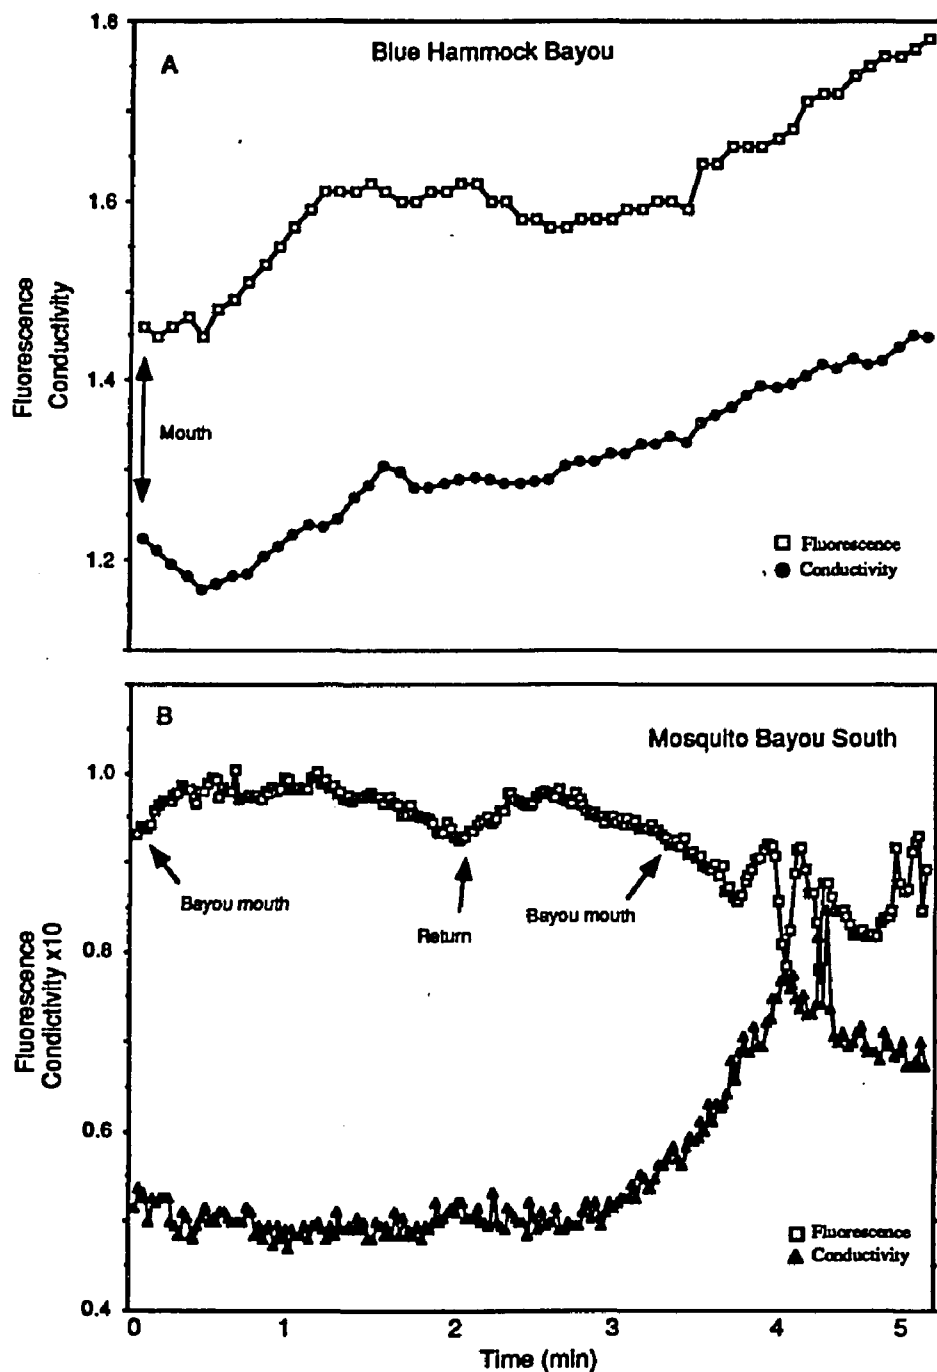 1.8
A
Blue Hammock Bayou
1.6
Fluorescence
Conductivity
1.4
Mouth
1.2
Fluorescence
Conductivity
B
Mosquito Bayou South
1.0
Bayou mouth
Return
Bayou mouth
0.8
Fluorescence
Condictivity x10
0.6
Fluorescence
Conductivity
0.4
0 1 2 3 4 5
Time (min)